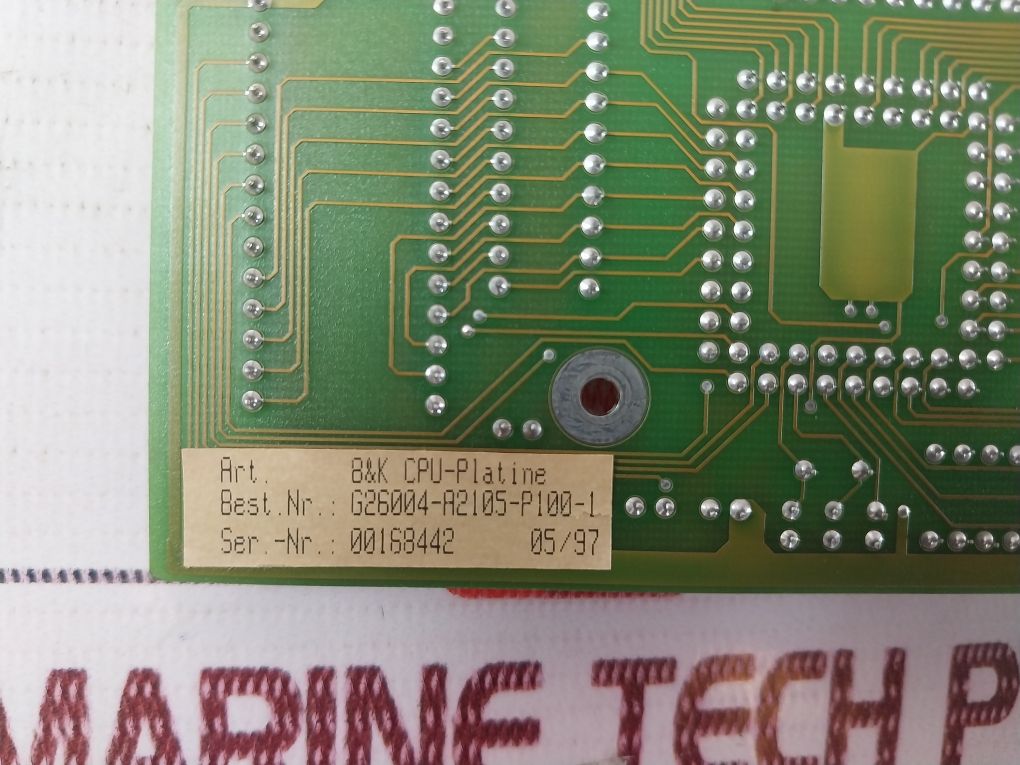 Art. B&K CPU-Platine
Best.Nr.: G26004-A2105-P100-1
Ser.-Nr.: 00168442 05/97
MARINE TECH P